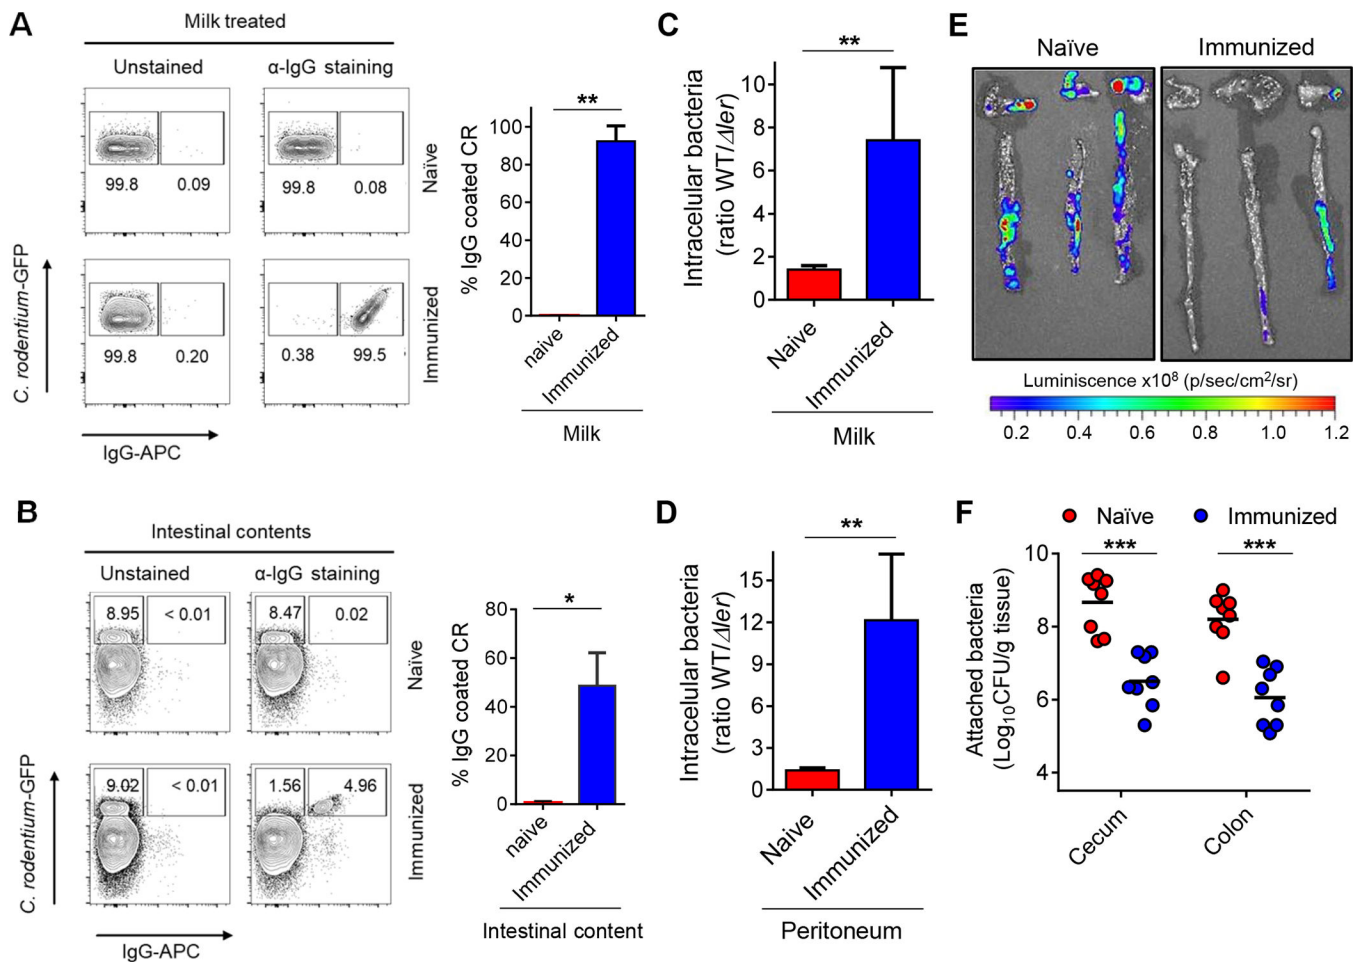 A
Milk treated
Unstained
α-IgG staining
99.8
0.09
99.8
0.08
Naïve
99.8
0.20
0.38
99.5
Immunized
C. rodentium-GFP
IgG-APC
**
% IgG coated CR
100
80
60
40
20
0
naive
Immunized
Milk
C
**
Intracelular bacteria
(ratio WT/Δler)
10
8
6
4
2
0
Naïve
Immunized
Milk
E
Naïve
Immunized
Luminiscence x10⁸ (p/sec/cm²/sr)
0.2
0.4
0.6
0.8
1.0
1.2
B
Intestinal contents
Unstained
α-IgG staining
8.95
< 0.01
8.47
0.02
Naïve
9.02
< 0.01
1.56
4.96
Immunized
C. rodentium-GFP
IgG-APC
*
% IgG coated CR
80
60
40
20
0
naive
Immunized
Intestinal content
D
**
Intracelular bacteria
(ratio WT/Δler)
15
12
9
6
3
0
Naive
Immunized
Peritoneum
F
Naïve
Immunized
***
***
Attached bacteria
(Log₁₀CFU/g tissue)
10
8
6
4
Cecum
Colon